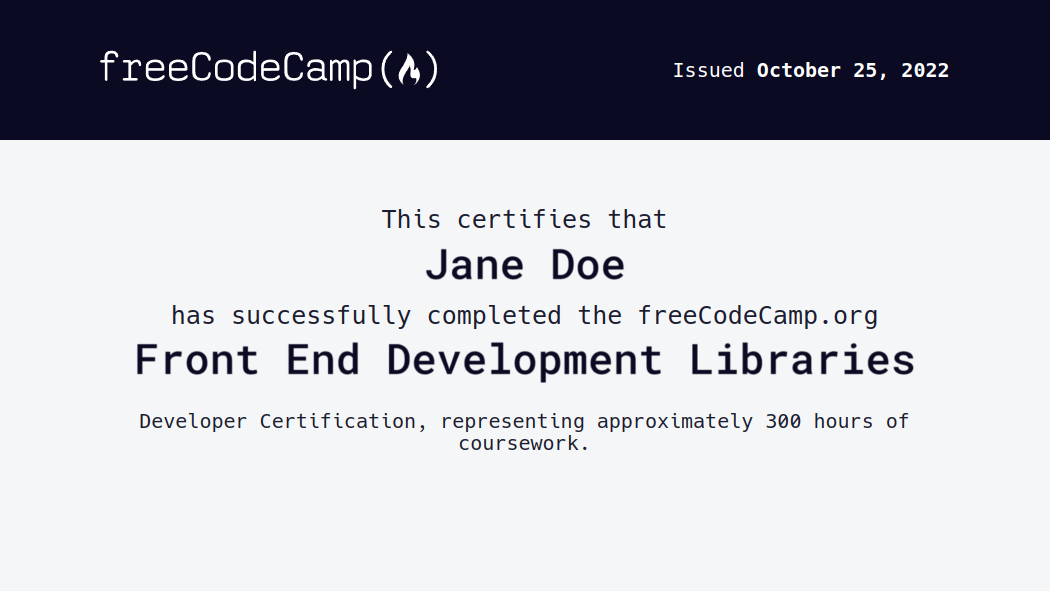 freeCodeCamp(🔥)
Issued October 25, 2022
This certifies that
Jane Doe
has successfully completed the freeCodeCamp.org
Front End Development Libraries
Developer Certification, representing approximately 300 hours of
coursework.